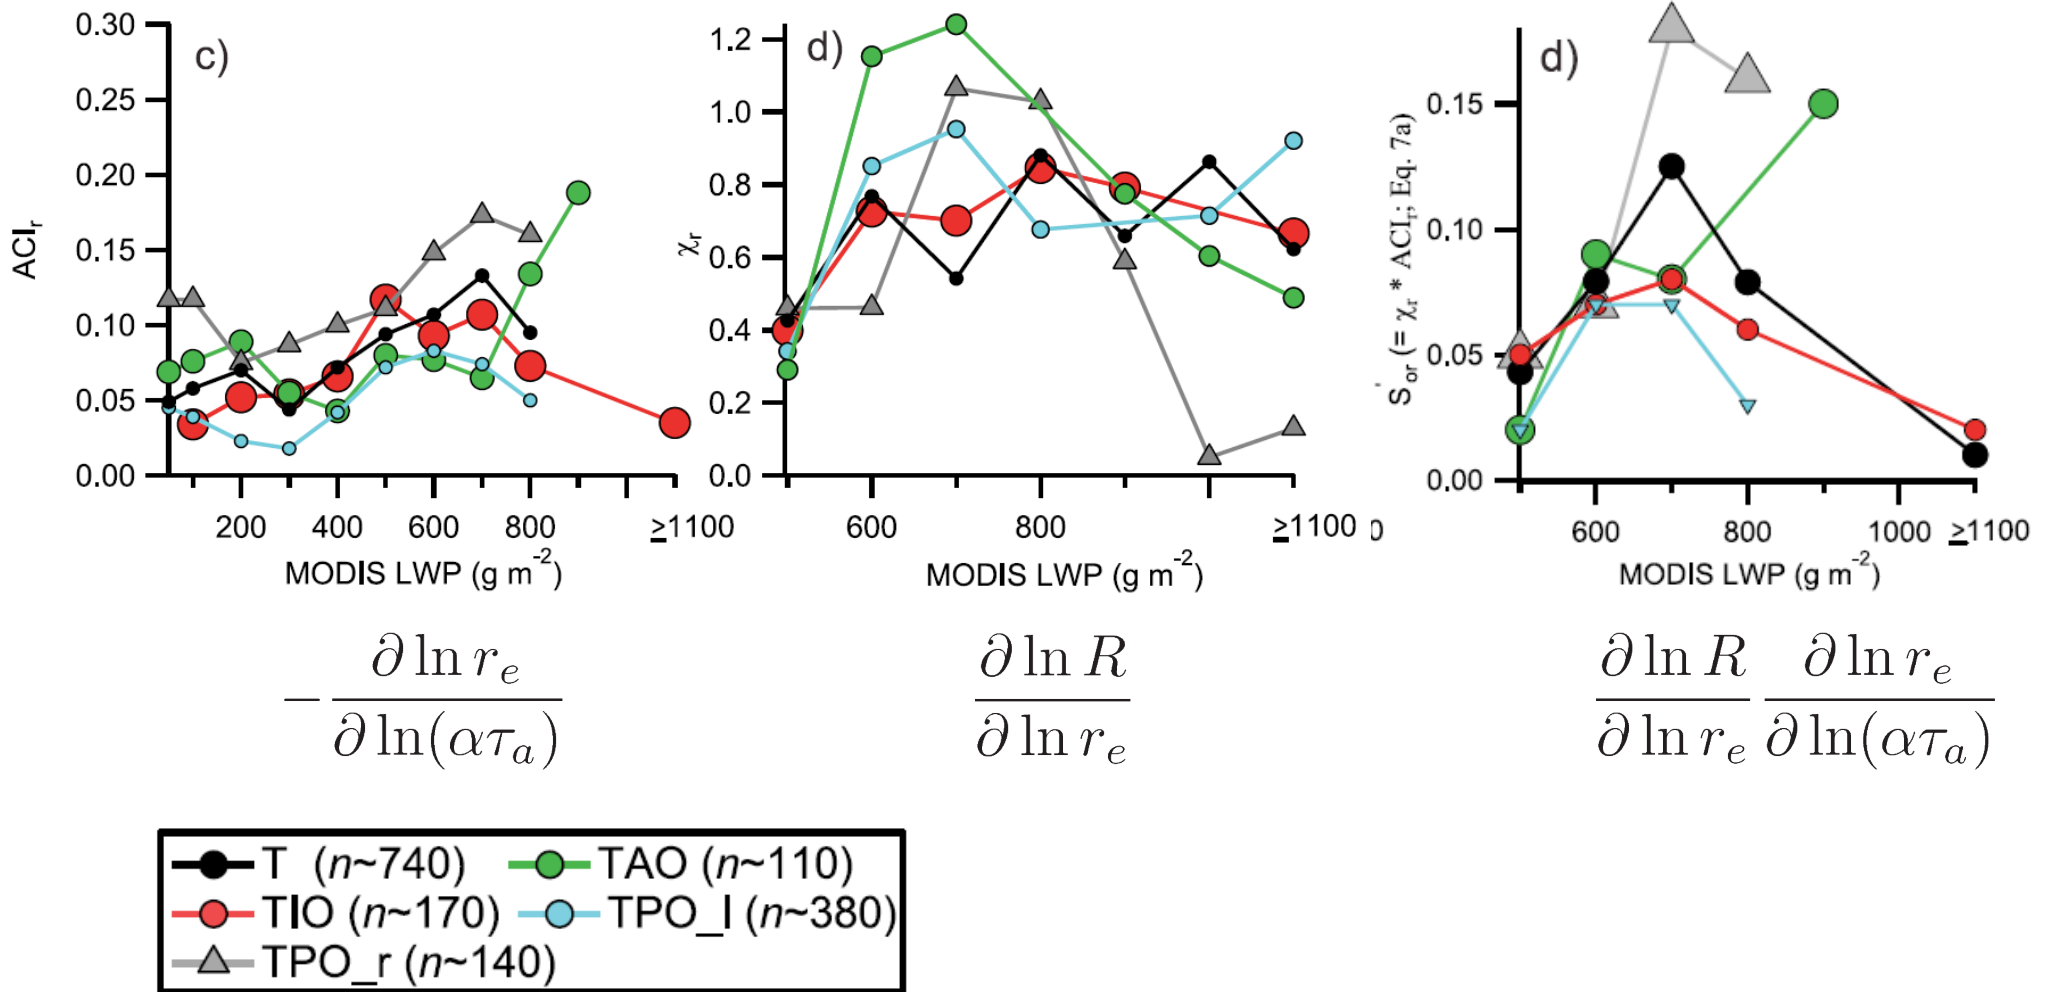 c)
0.30
0.25
0.20
0.15
0.10
0.05
0.00
ACIr
200 400 600 800 ≥1100
MODIS LWP (g m-2)
d)
1.2
1.0
0.8
0.6
0.4
0.2
0.0
χr
600 800 ≥1100
MODIS LWP (g m-2)
d)
0.15
0.10
0.05
0.00
S'or (= χr * ACIr; Eq. 7a)
0 600 800 1000 ≥1100
MODIS LWP (g m-2)
− ∂ ln re / ∂ ln(ατa)
∂ ln R / ∂ ln re
∂ ln R / ∂ ln re ∂ ln re / ∂ ln(ατa)
T (n~740) TAO (n~110)
TIO (n~170) TPO_l (n~380)
TPO_r (n~140)